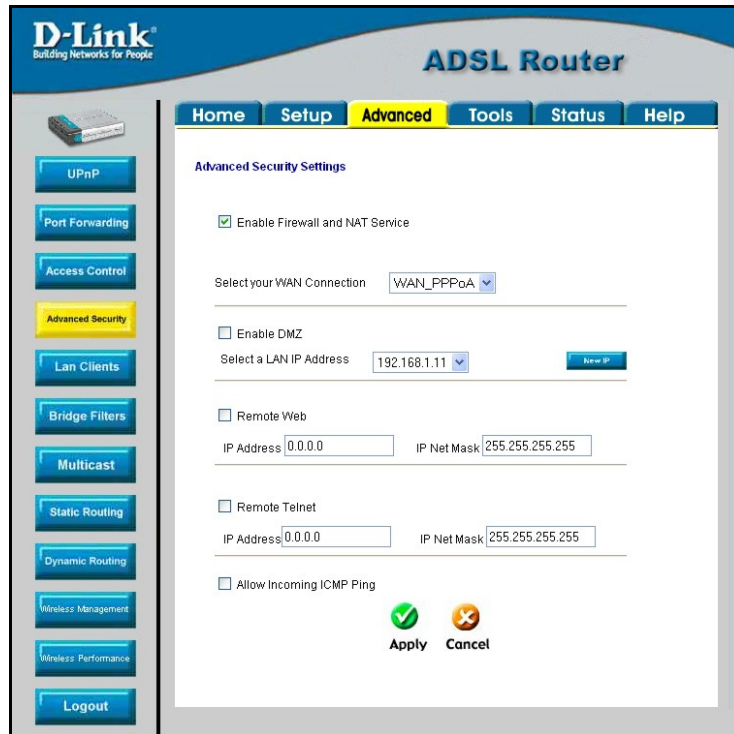 D-Link
Building Networks for People
ADSL Router
Home Setup Advanced Tools Status Help
UPnP
Port Forwarding
Access Control
Advanced Security
Lan Clients
Bridge Filters
Multicast
Static Routing
Dynamic Routing
Wireless Management
Wireless Performance
Logout
Advanced Security Settings
Enable Firewall and NAT Service
Select your WAN Connection WAN_PPPoA
Enable DMZ
Select a LAN IP Address 192.168.1.11 New IP
Remote Web
IP Address 0.0.0.0 IP Net Mask 255.255.255.255
Remote Telnet
IP Address 0.0.0.0 IP Net Mask 255.255.255.255
Allow Incoming ICMP Ping
Apply Cancel